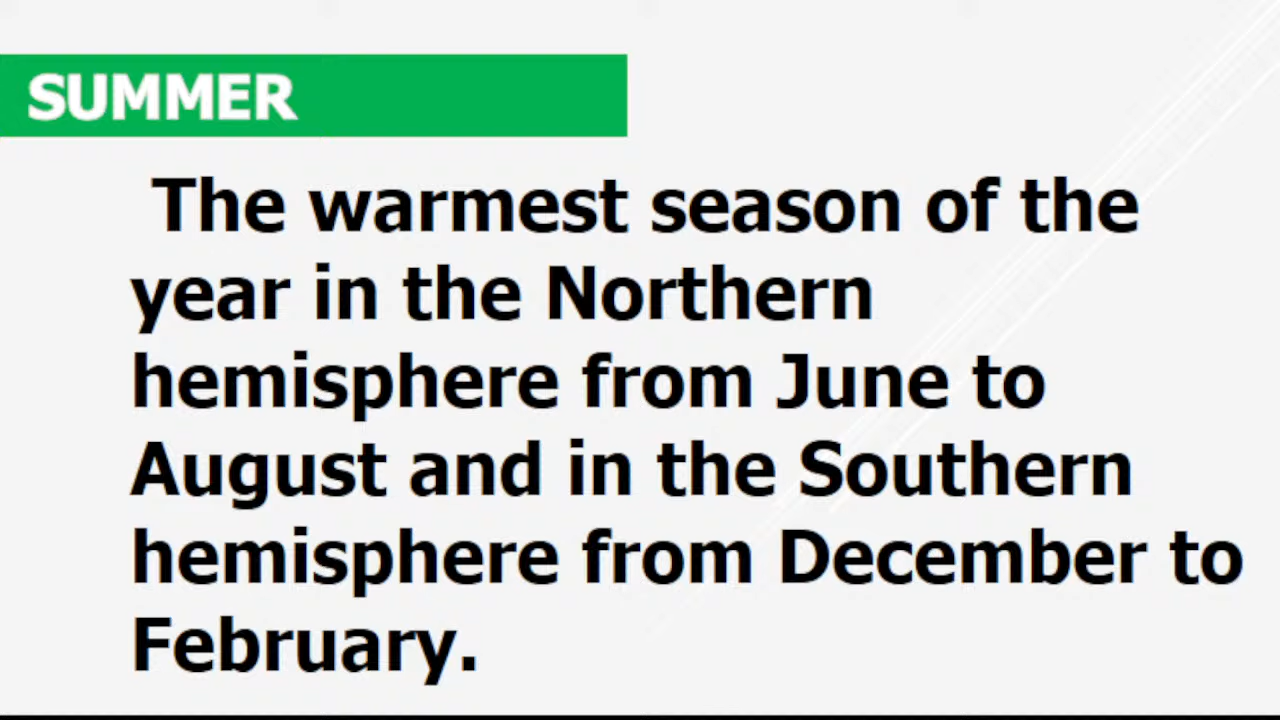 SUMMER
The warmest season of the
year in the Northern
hemisphere from June to
August and in the Southern
hemisphere from December to
February.